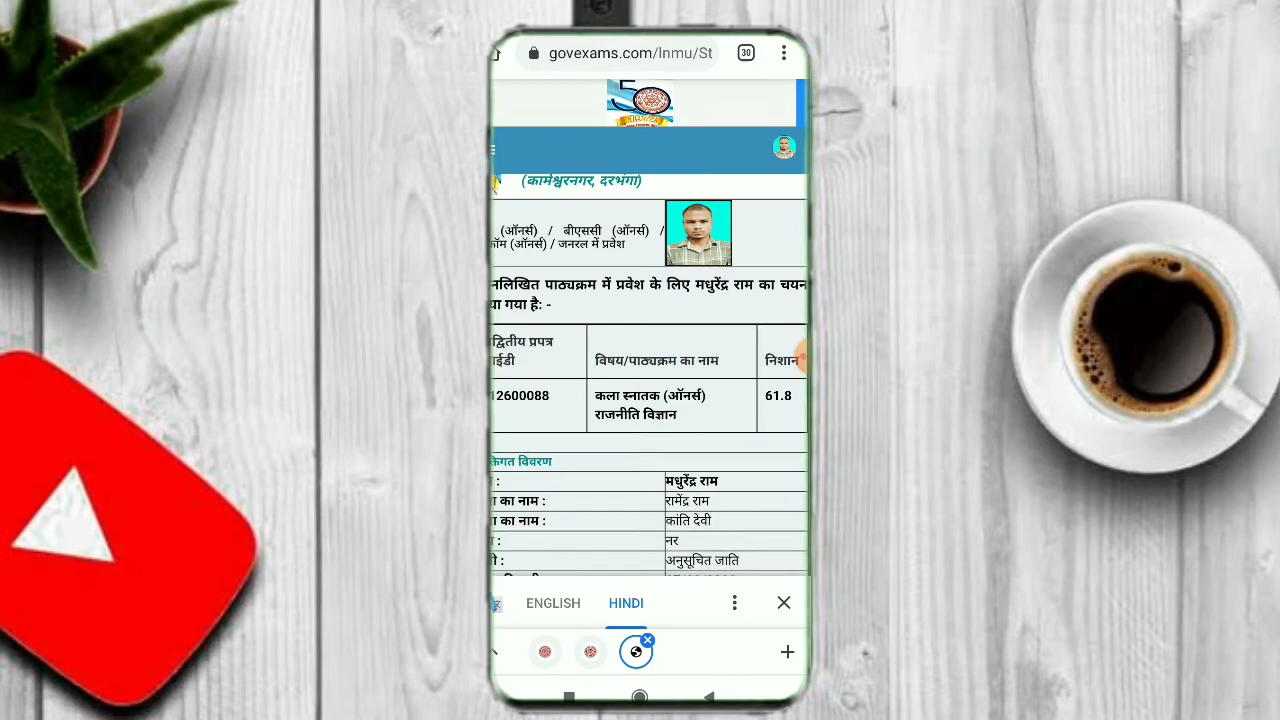 govexams.com/lnmu/St
30
50
(कामेश्वरनगर, दरभंगा)
(ऑनर्स) / बीएससी (ऑनर्स) /
कॉम (ऑनर्स) / जनरल में प्रवेश
नलिखित पाठ्यक्रम में प्रवेश के लिए मधुरेंद्र राम का चयन
या गया है: -
द्वितीय प्रपत्र
विषय/पाठ्यक्रम का नाम
निशान
ाईडी
12600088
कला स्नातक (ऑनर्स)
61.8
राजनीति विज्ञान
क्तिगत विवरण
:
मधुरेंद्र राम
ा का नाम :
रामेंद्र राम
ा का नाम :
कांति देवी
:
नर
ी :
अनुसूचित जाति
ENGLISH
HINDI